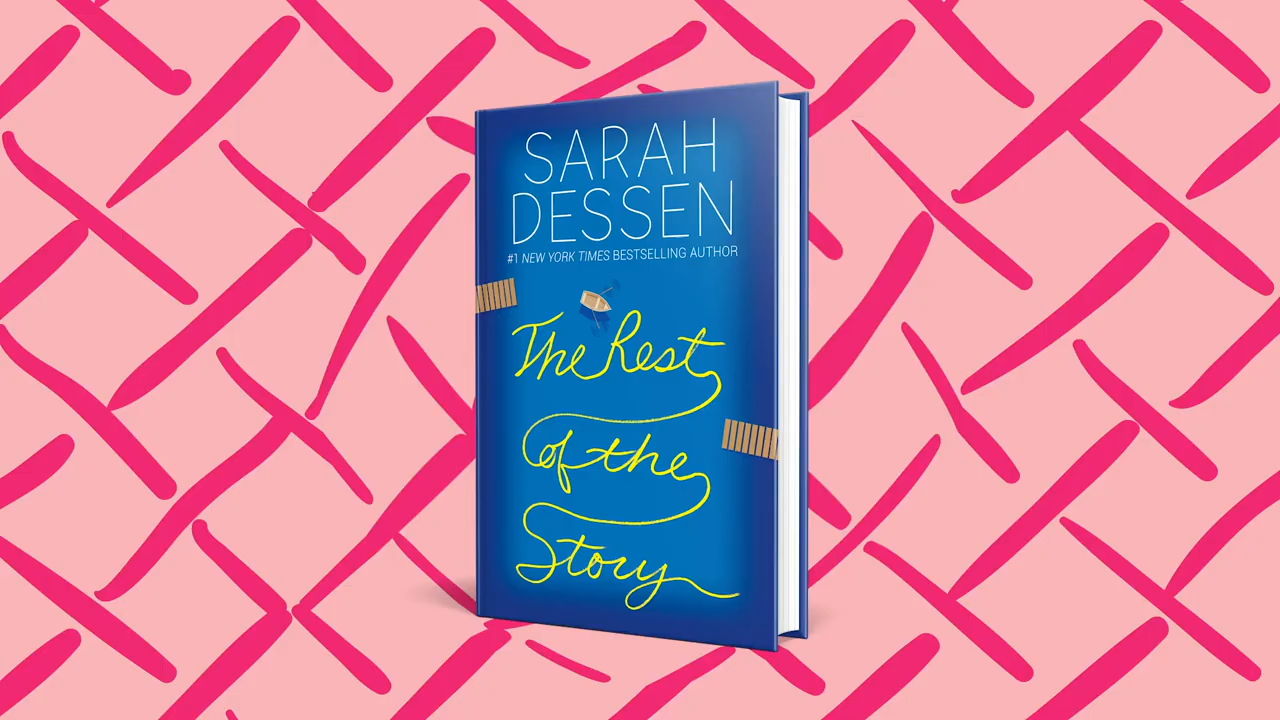 SARAH
DESSEN
#1 NEW YORK TIMES BESTSELLING AUTHOR
The Rest
of the
Story